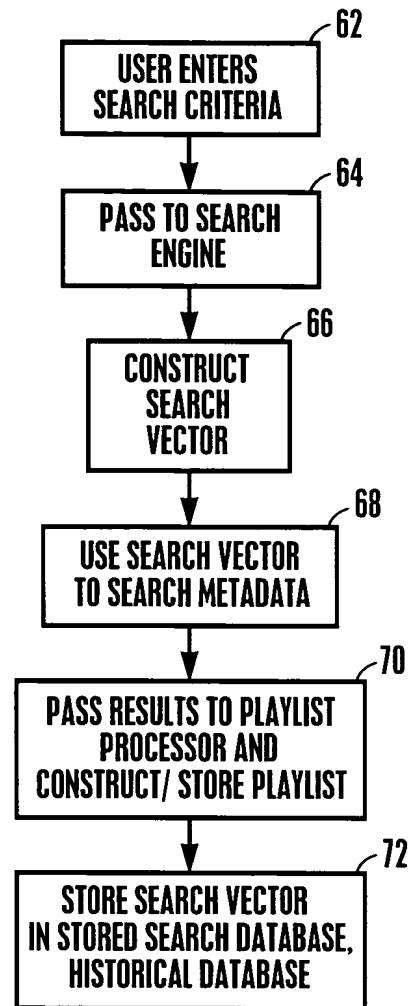 62
USER ENTERS
SEARCH CRITERIA
64
PASS TO SEARCH
ENGINE
66
CONSTRUCT
SEARCH
VECTOR
68
USE SEARCH VECTOR
TO SEARCH METADATA
70
PASS RESULTS TO PLAYLIST
PROCESSOR AND
CONSTRUCT/ STORE PLAYLIST
72
STORE SEARCH VECTOR
IN STORED SEARCH DATABASE,
HISTORICAL DATABASE